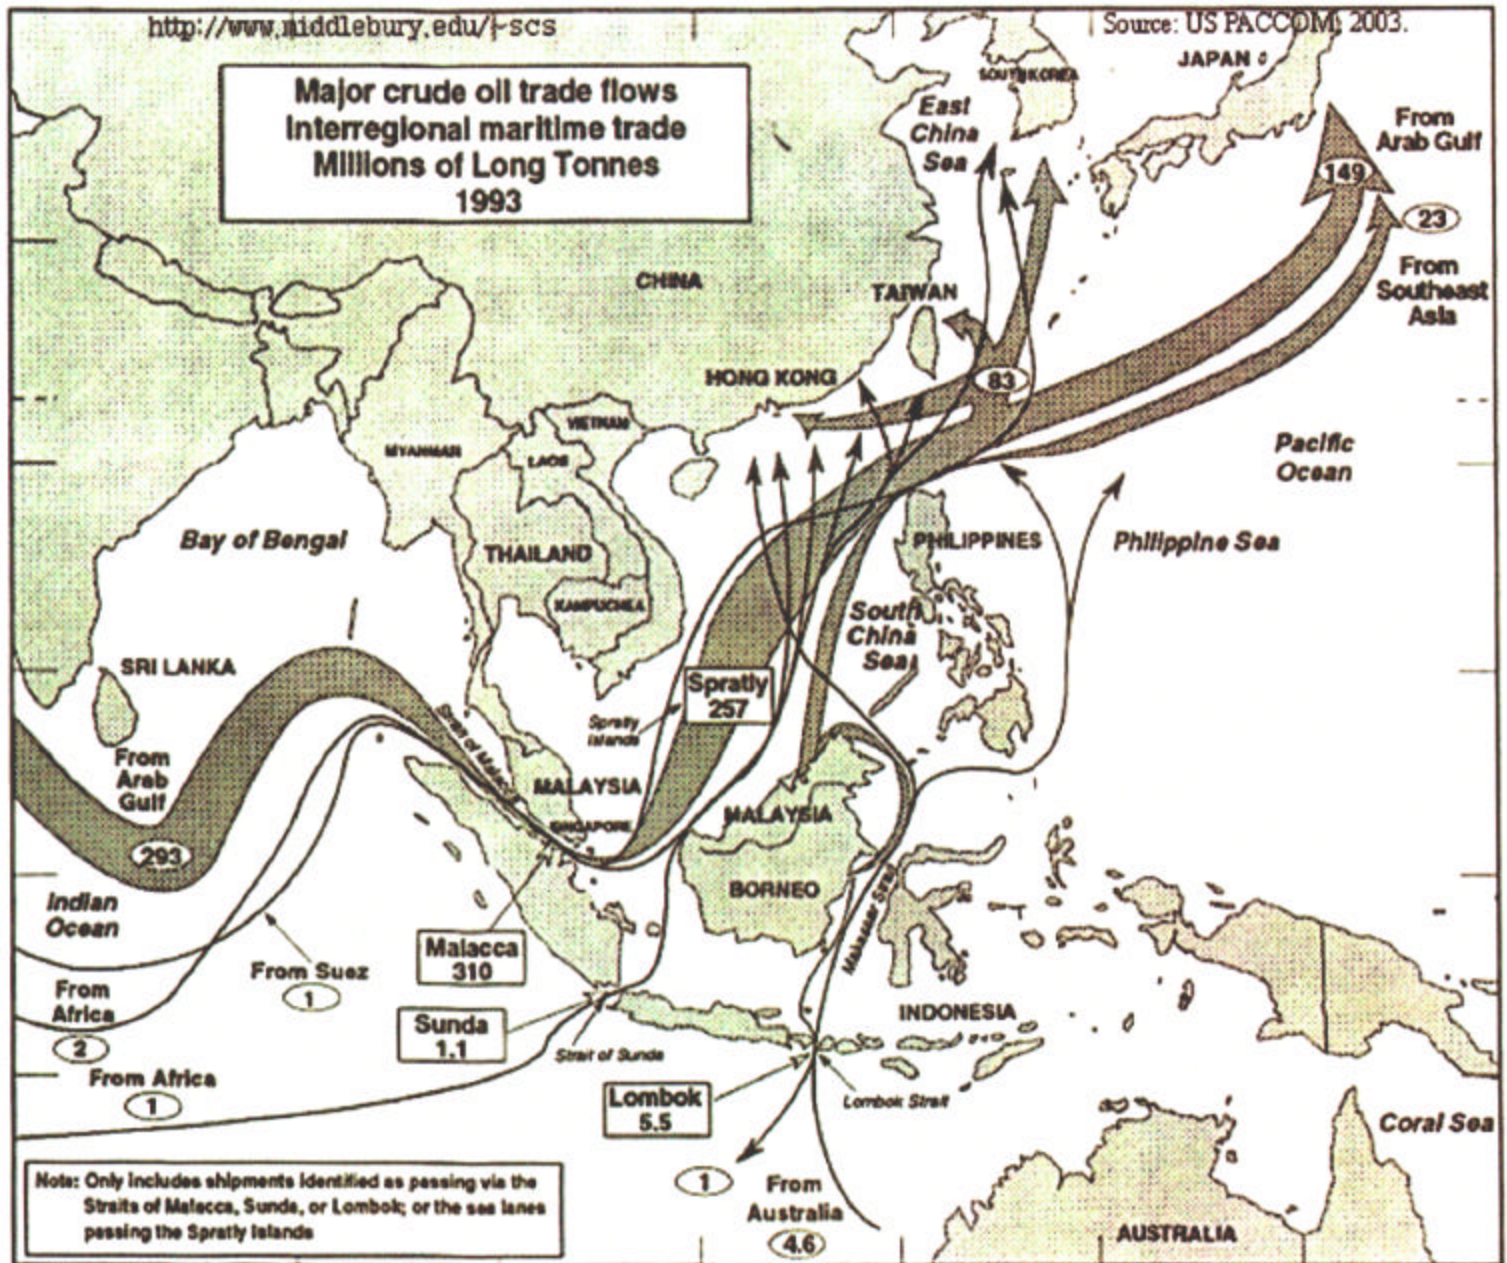 http://www.middlebury.edu/~scs
Source: US PACCOM, 2003.
Major crude oil trade flows
Interregional maritime trade
Millions of Long Tonnes
1993
SOUTH KOREA
JAPAN
East
China
Sea
From
Arab Gulf
149
23
From
Southeast
Asia
CHINA
TAIWAN
HONG KONG
83
VIETNAM
MYANMAR
LAOS
Pacific
Ocean
Bay of Bengal
THAILAND
PHILIPPINES
Philippine Sea
KAMPUCHEA
South
China
Sea
SRI LANKA
Spratly
257
Spratly
Islands
Strait of Malacca
From
Arab
Gulf
MALAYSIA
MALAYSIA
SINGAPORE
293
BORNEO
Indian
Ocean
Makassar Strait
Malacca
310
From Suez
1
From
Africa
2
INDONESIA
Sunda
1.1
Strait of Sunda
From Africa
1
Lombok
5.5
Lombok Strait
Coral Sea
1
From
Australia
4.6
AUSTRALIA
Note: Only includes shipments identified as passing via the
Straits of Malacca, Sunda, or Lombok; or the sea lanes
passing the Spratly Islands